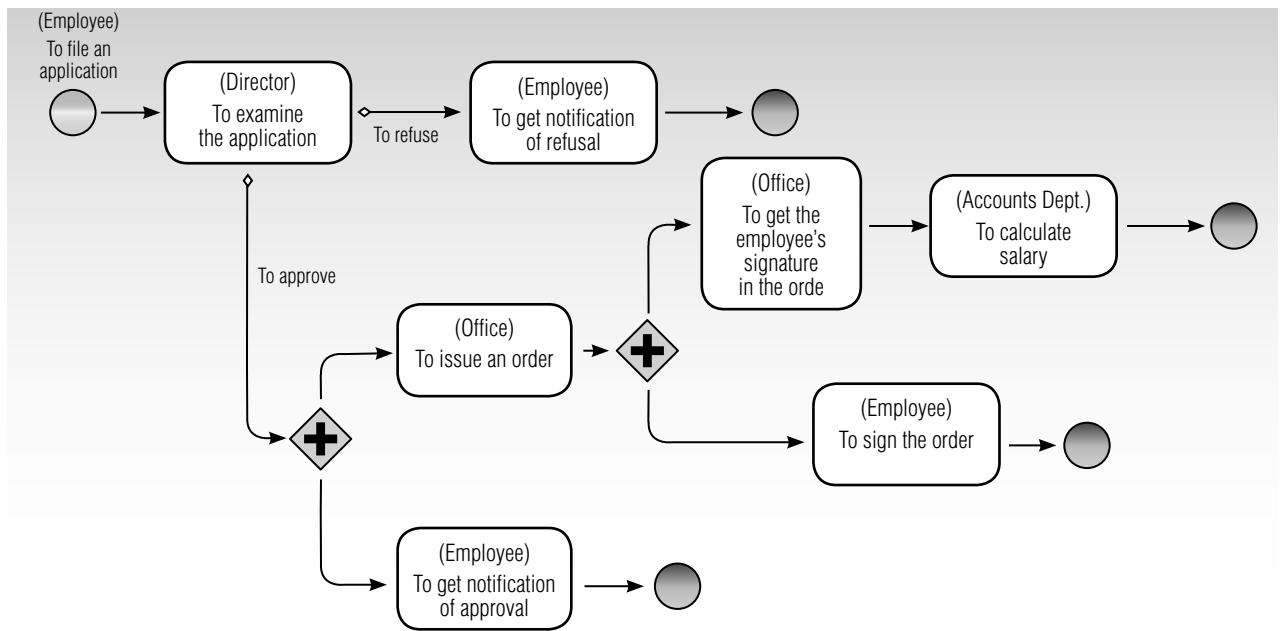 (Employee)
To file an
application
(Director)
To examine
the application
To refuse
(Employee)
To get notification
of refusal
(Office)
To get the
employee's
signature
in the orde
(Accounts Dept.)
To calculate
salary
To approve
(Office)
To issue an order
(Employee)
To sign the order
(Employee)
To get notification
of approval